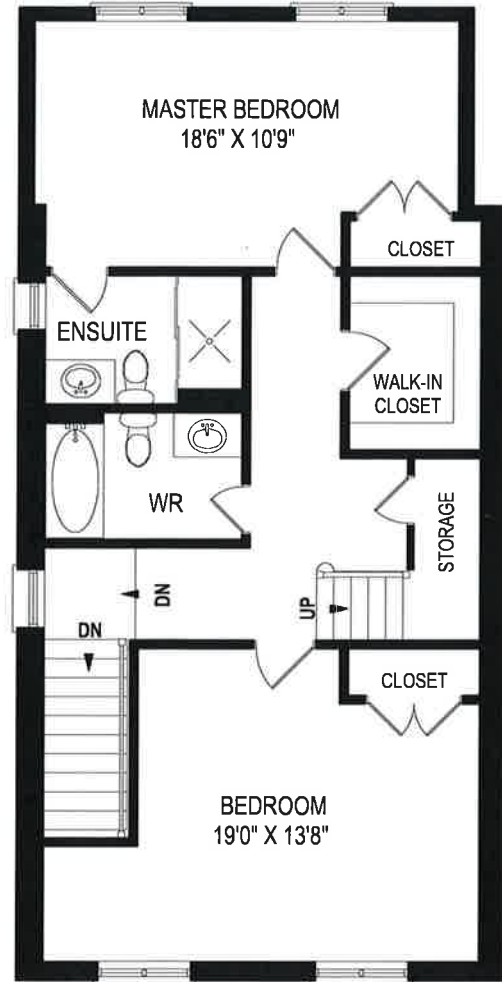 MASTER BEDROOM
18'6" X 10'9"
CLOSET
ENSUITE
WALK-IN
CLOSET
WR
STORAGE
DN
UP
DN
CLOSET
BEDROOM
19'0" X 13'8"